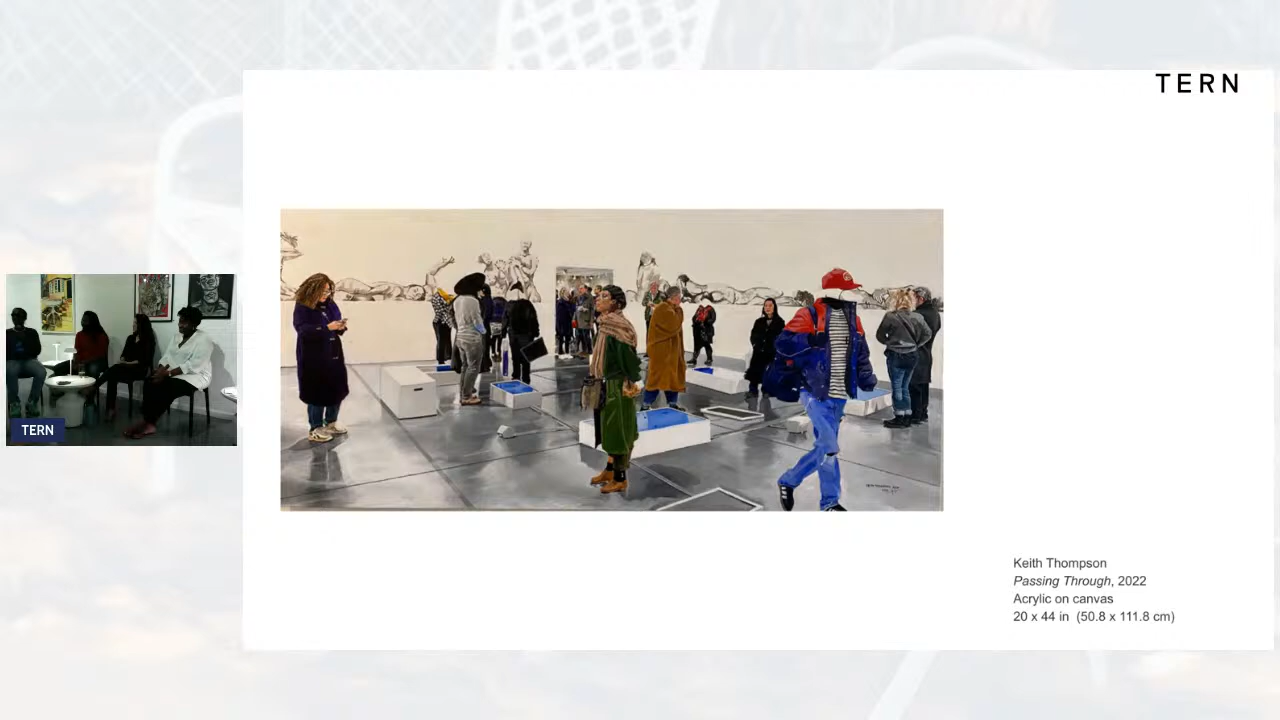 TERN
TERN
Keith Thompson
Passing Through, 2022
Acrylic on canvas
20 x 44 in (50.8 x 111.8 cm)